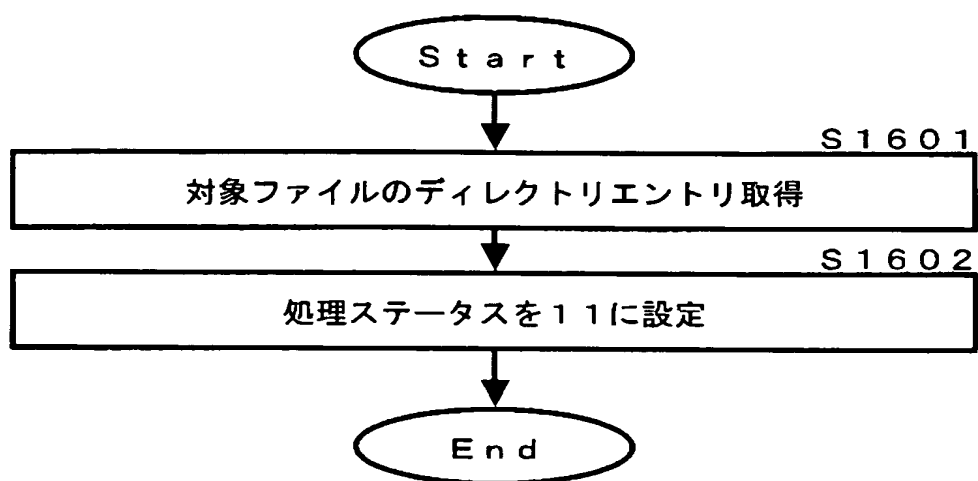 Ｓｔａｒｔ
Ｓ１６０１
対象ファイルのディレクトリエントリ取得
Ｓ１６０２
処理ステータスを１１に設定
Ｅｎｄ